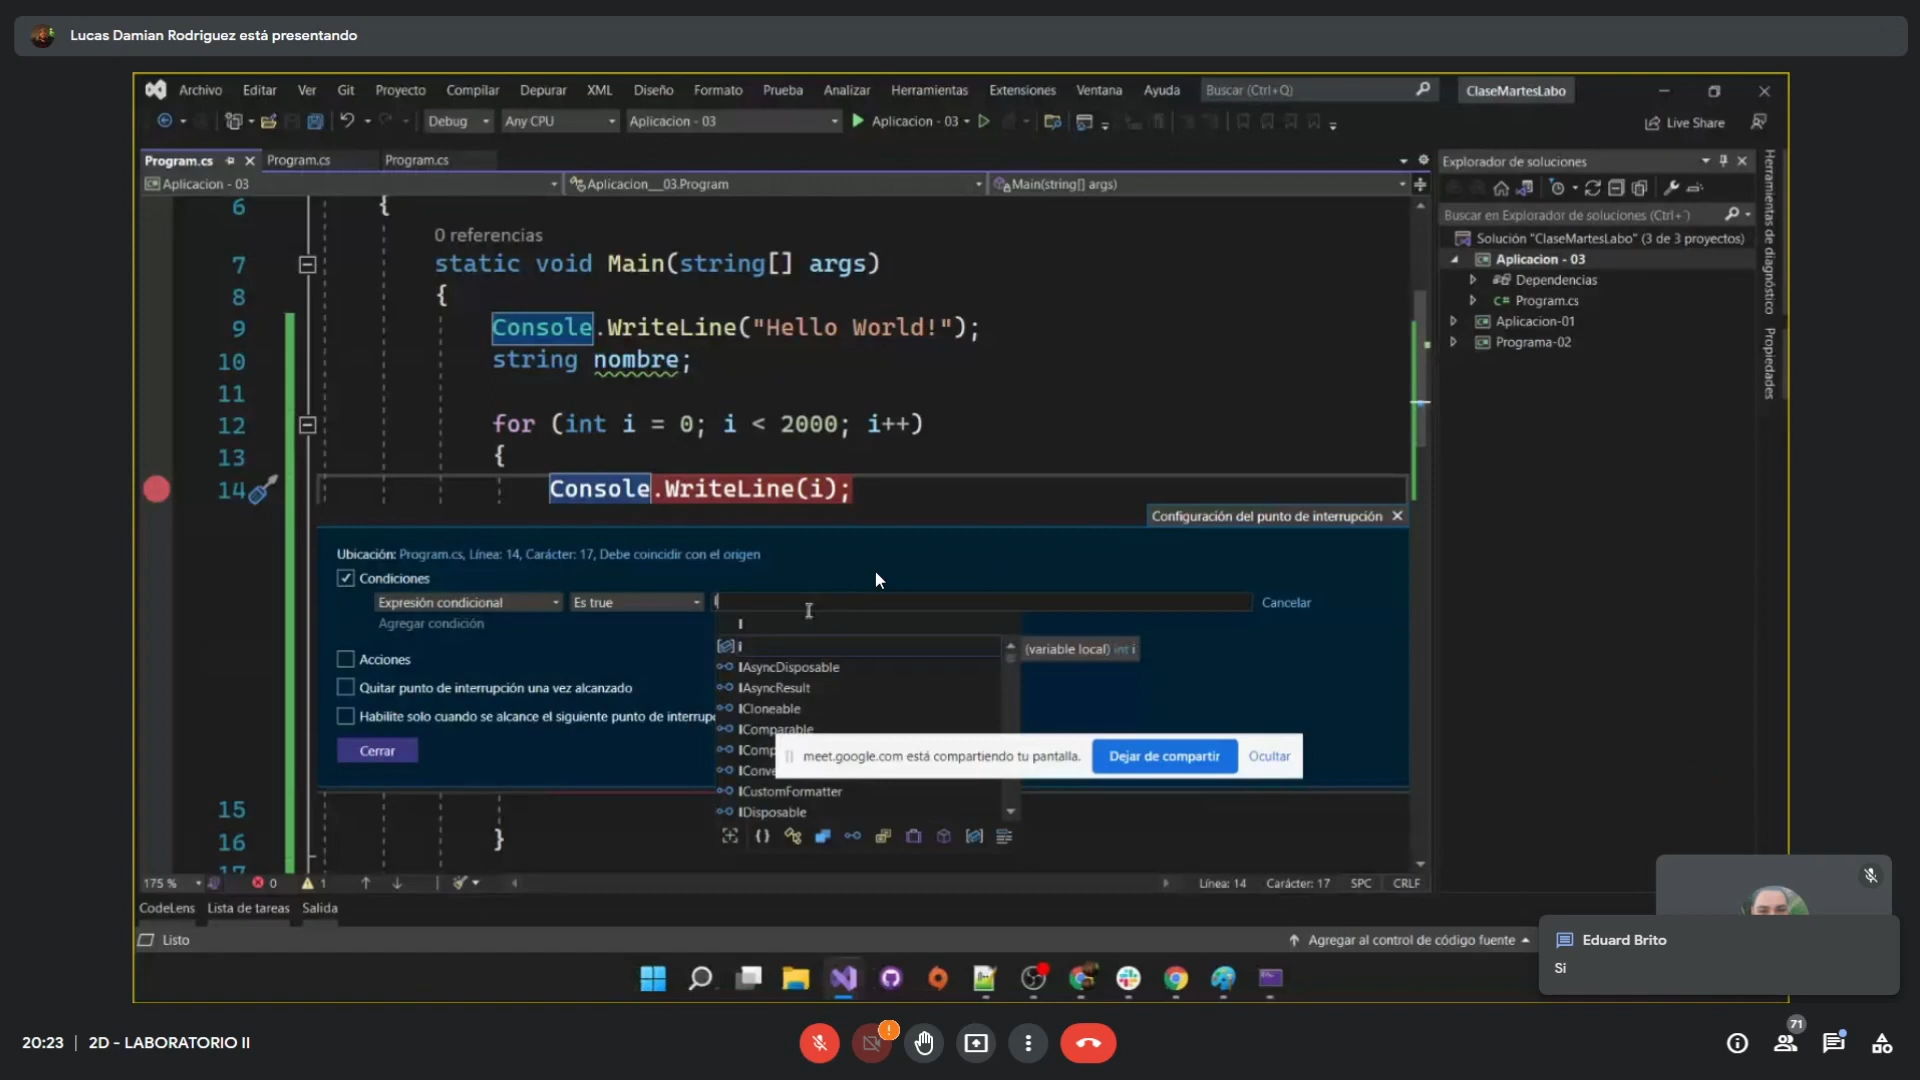 Lucas Damian Rodriguez está presentando
Archivo Editar Ver Git Proyecto Compilar Depurar XML Diseño Formato Prueba Analizar Herramientas Extensiones Ventana Ayuda Buscar (Ctrl+Q) ClaseMartesLabo
Debug Any CPU Aplicacion - 03 Aplicacion - 03 Live Share
Program.cs Program.cs Program.cs
Aplicacion - 03 Aplicacion__03.Program Main(string[] args)
6 {
0 referencias
7 static void Main(string[] args)
8 {
9 Console.WriteLine("Hello World!");
10 string nombre;
11
12 for (int i = 0; i < 2000; i++)
13 {
14 Console.WriteLine(i);
Configuración del punto de interrupción
Ubicación: Program.cs, Línea: 14, Carácter: 17, Debe coincidir con el origen
Condiciones
Expresión condicional Es true I Cancelar
Agregar condición
I
i (variable local) int i
IAsyncDisposable
IAsyncResult
ICloneable
IComparable
IComp
IConve
ICustomFormatter
IDisposable
Acciones
Quitar punto de interrupción una vez alcanzado
Habilite solo cuando se alcance el siguiente punto de interrupc
Cerrar
meet.google.com está compartiendo tu pantalla. Dejar de compartir Ocultar
15
16 }
17
175 % 0 1 Línea: 14 Carácter: 17 SPC CRLF
CodeLens Lista de tareas Salida
Listo Agregar al control de código fuente
Explorador de soluciones
Buscar en Explorador de soluciones (Ctrl+´)
Solución "ClaseMartesLabo" (3 de 3 proyectos)
Aplicacion - 03
Dependencias
C# Program.cs
Aplicacion-01
Programa-02
Herramientas de diagnóstico
Propiedades
Eduard Brito
Si
20:23 | 2D - LABORATORIO II
71